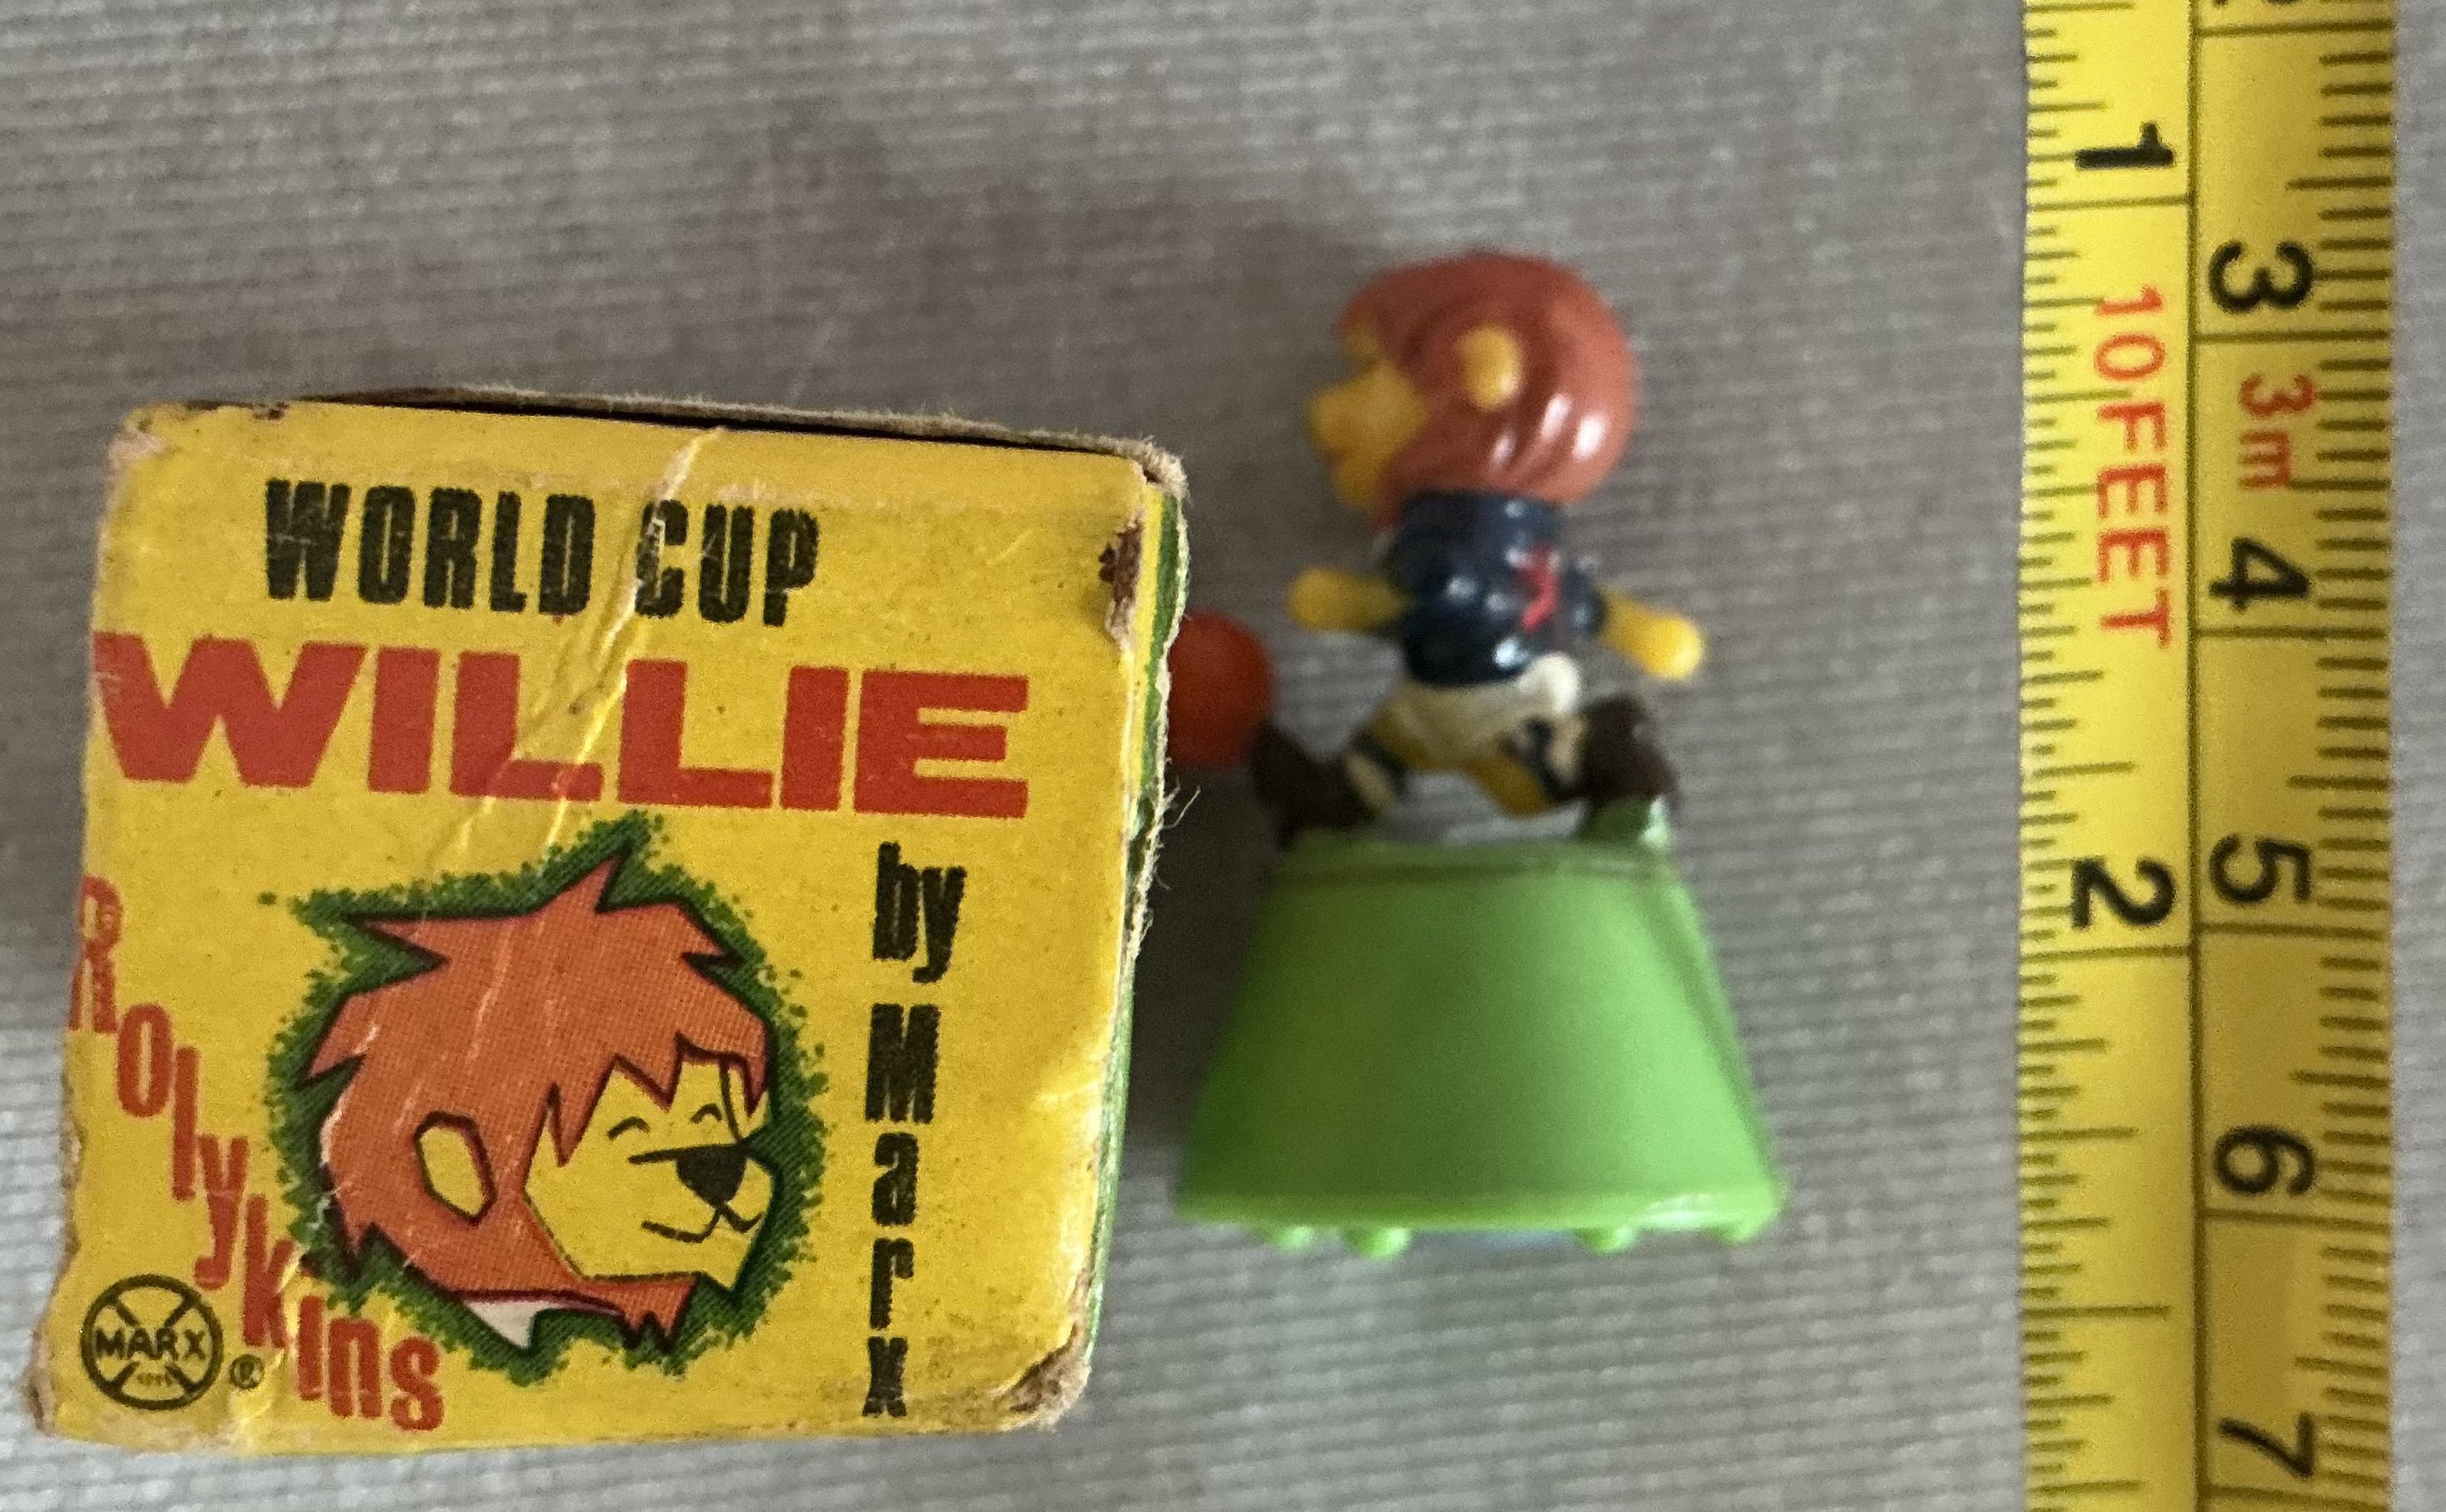 WORLD CUP
WILLIE
by Marx
Rolykins
MARX
®
1
10FEET
2
3
3m
4
5
6
7